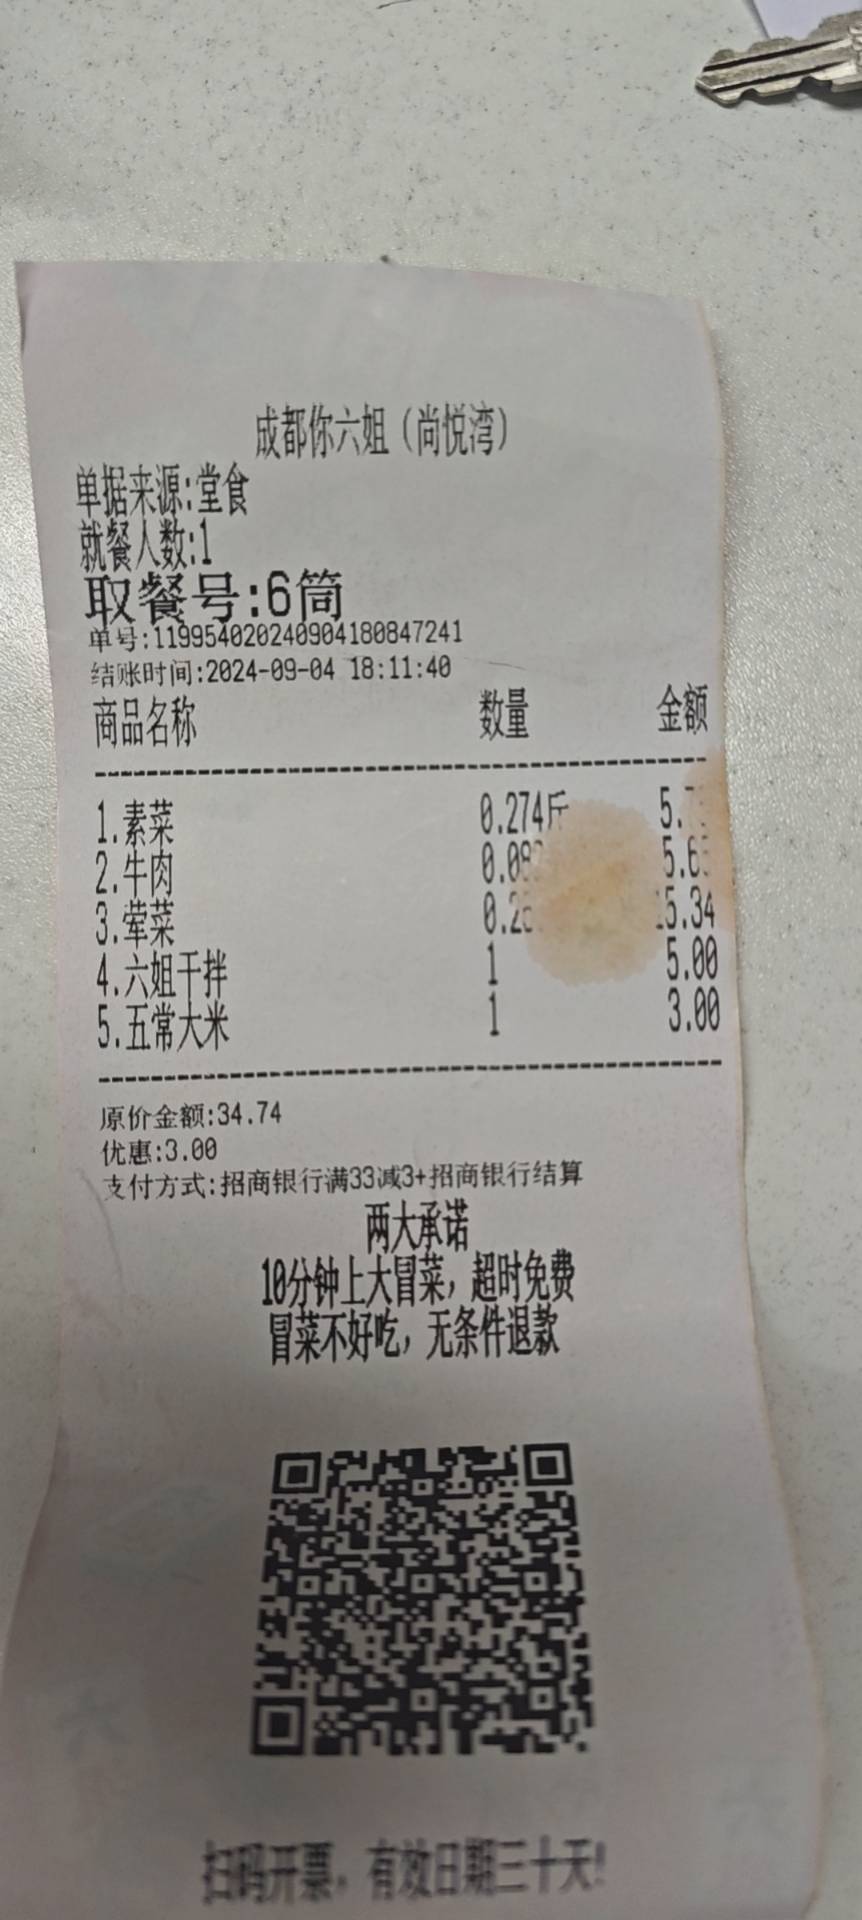 成都你六姐（尚悦湾）
单据来源:堂食
就餐人数:1
取餐号:6筒
单号:119954020240904180847241
结账时间:2024-09-04 18:11:40
商品名称 数量 金额
1.素菜 0.274斤
2.牛肉
3.荤菜
4.六姐干拌 1 5.00
5.五常大米 1 3.00
原价金额:34.74
优惠:3.00
支付方式:招商银行满33减3+招商银行结算
两大承诺
10分钟上大冒菜，超时免费
冒菜不好吃，无条件退款
扫码开票，有效日期三十天!